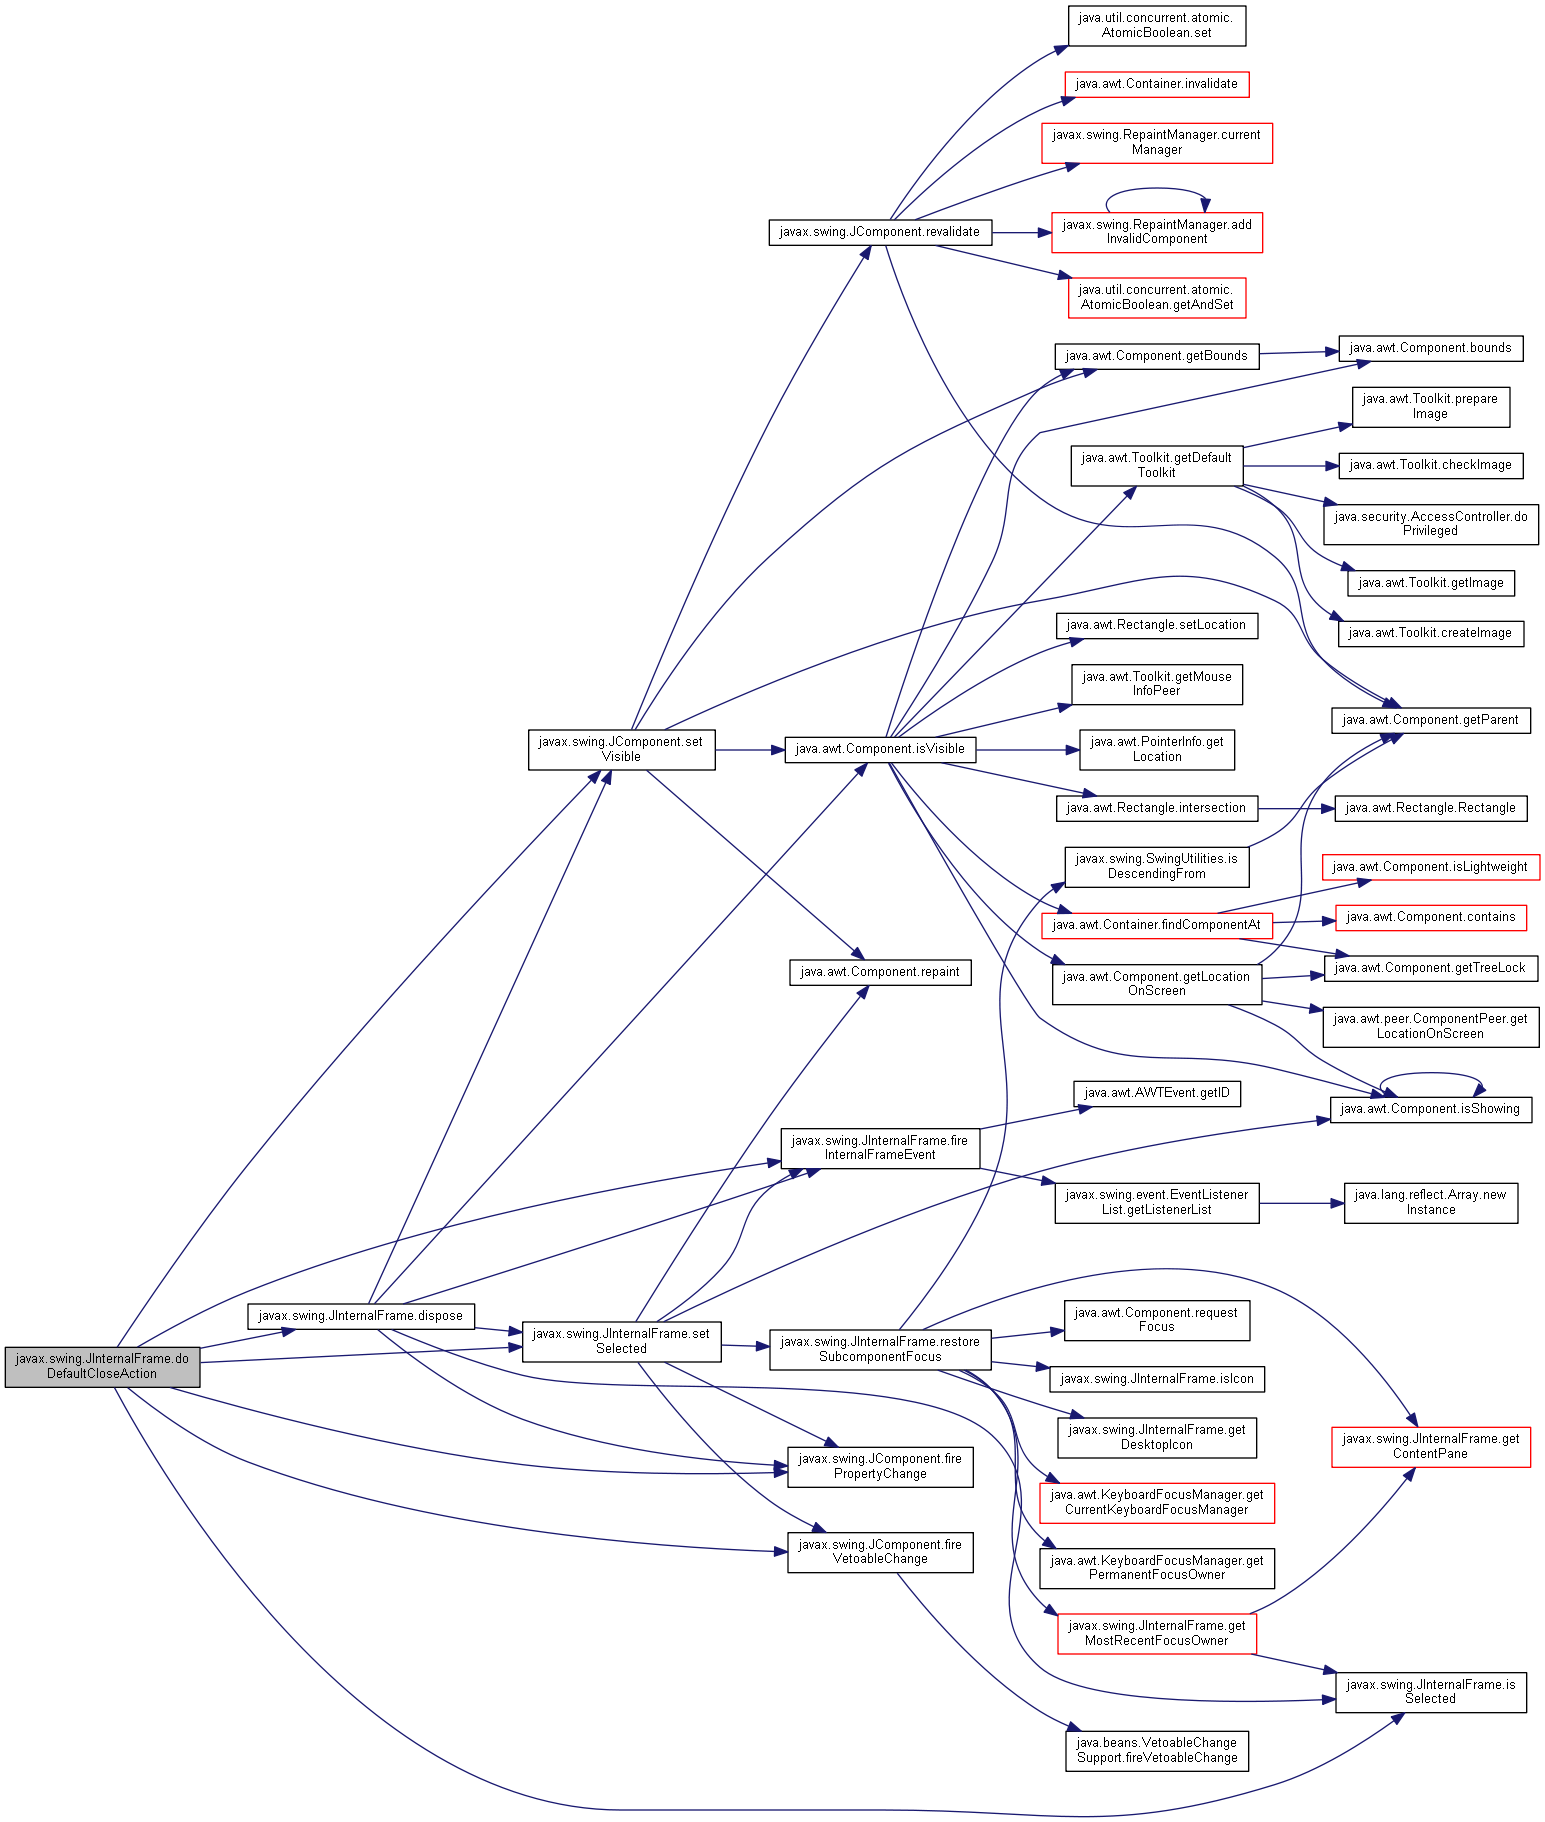 java.util.concurrent.atomic.
AtomicBoolean.set
java.awt.Container.invalidate
javax.swing.RepaintManager.current
Manager
javax.swing.JComponent.revalidate
javax.swing.RepaintManager.add
InvalidComponent
java.util.concurrent.atomic.
AtomicBoolean.getAndSet
java.awt.Component.getBounds
java.awt.Component.bounds
java.awt.Toolkit.prepare
Image
java.awt.Toolkit.getDefault
Toolkit
java.awt.Toolkit.checkImage
java.security.AccessController.do
Privileged
java.awt.Toolkit.getImage
java.awt.Rectangle.setLocation
java.awt.Toolkit.createImage
java.awt.Toolkit.getMouse
InfoPeer
java.awt.Component.getParent
javax.swing.JComponent.set
Visible
java.awt.Component.isVisible
java.awt.PointerInfo.get
Location
java.awt.Rectangle.intersection
java.awt.Rectangle.Rectangle
javax.swing.SwingUtilities.is
DescendingFrom
java.awt.Component.isLightweight
java.awt.Container.findComponentAt
java.awt.Component.contains
java.awt.Component.repaint
java.awt.Component.getLocation
OnScreen
java.awt.Component.getTreeLock
java.awt.peer.ComponentPeer.get
LocationOnScreen
java.awt.AWTEvent.getID
java.awt.Component.isShowing
javax.swing.JInternalFrame.fire
InternalFrameEvent
javax.swing.event.EventListener
List.getListenerList
java.lang.reflect.Array.new
Instance
javax.swing.JInternalFrame.dispose
javax.swing.JInternalFrame.set
Selected
javax.swing.JInternalFrame.restore
SubcomponentFocus
java.awt.Component.request
Focus
javax.swing.JInternalFrame.do
DefaultCloseAction
javax.swing.JInternalFrame.isIcon
javax.swing.JInternalFrame.get
DesktopIcon
javax.swing.JInternalFrame.get
ContentPane
javax.swing.JComponent.fire
PropertyChange
java.awt.KeyboardFocusManager.get
CurrentKeyboardFocusManager
javax.swing.JComponent.fire
VetoableChange
java.awt.KeyboardFocusManager.get
PermanentFocusOwner
javax.swing.JInternalFrame.get
MostRecentFocusOwner
javax.swing.JInternalFrame.is
Selected
java.beans.VetoableChange
Support.fireVetoableChange